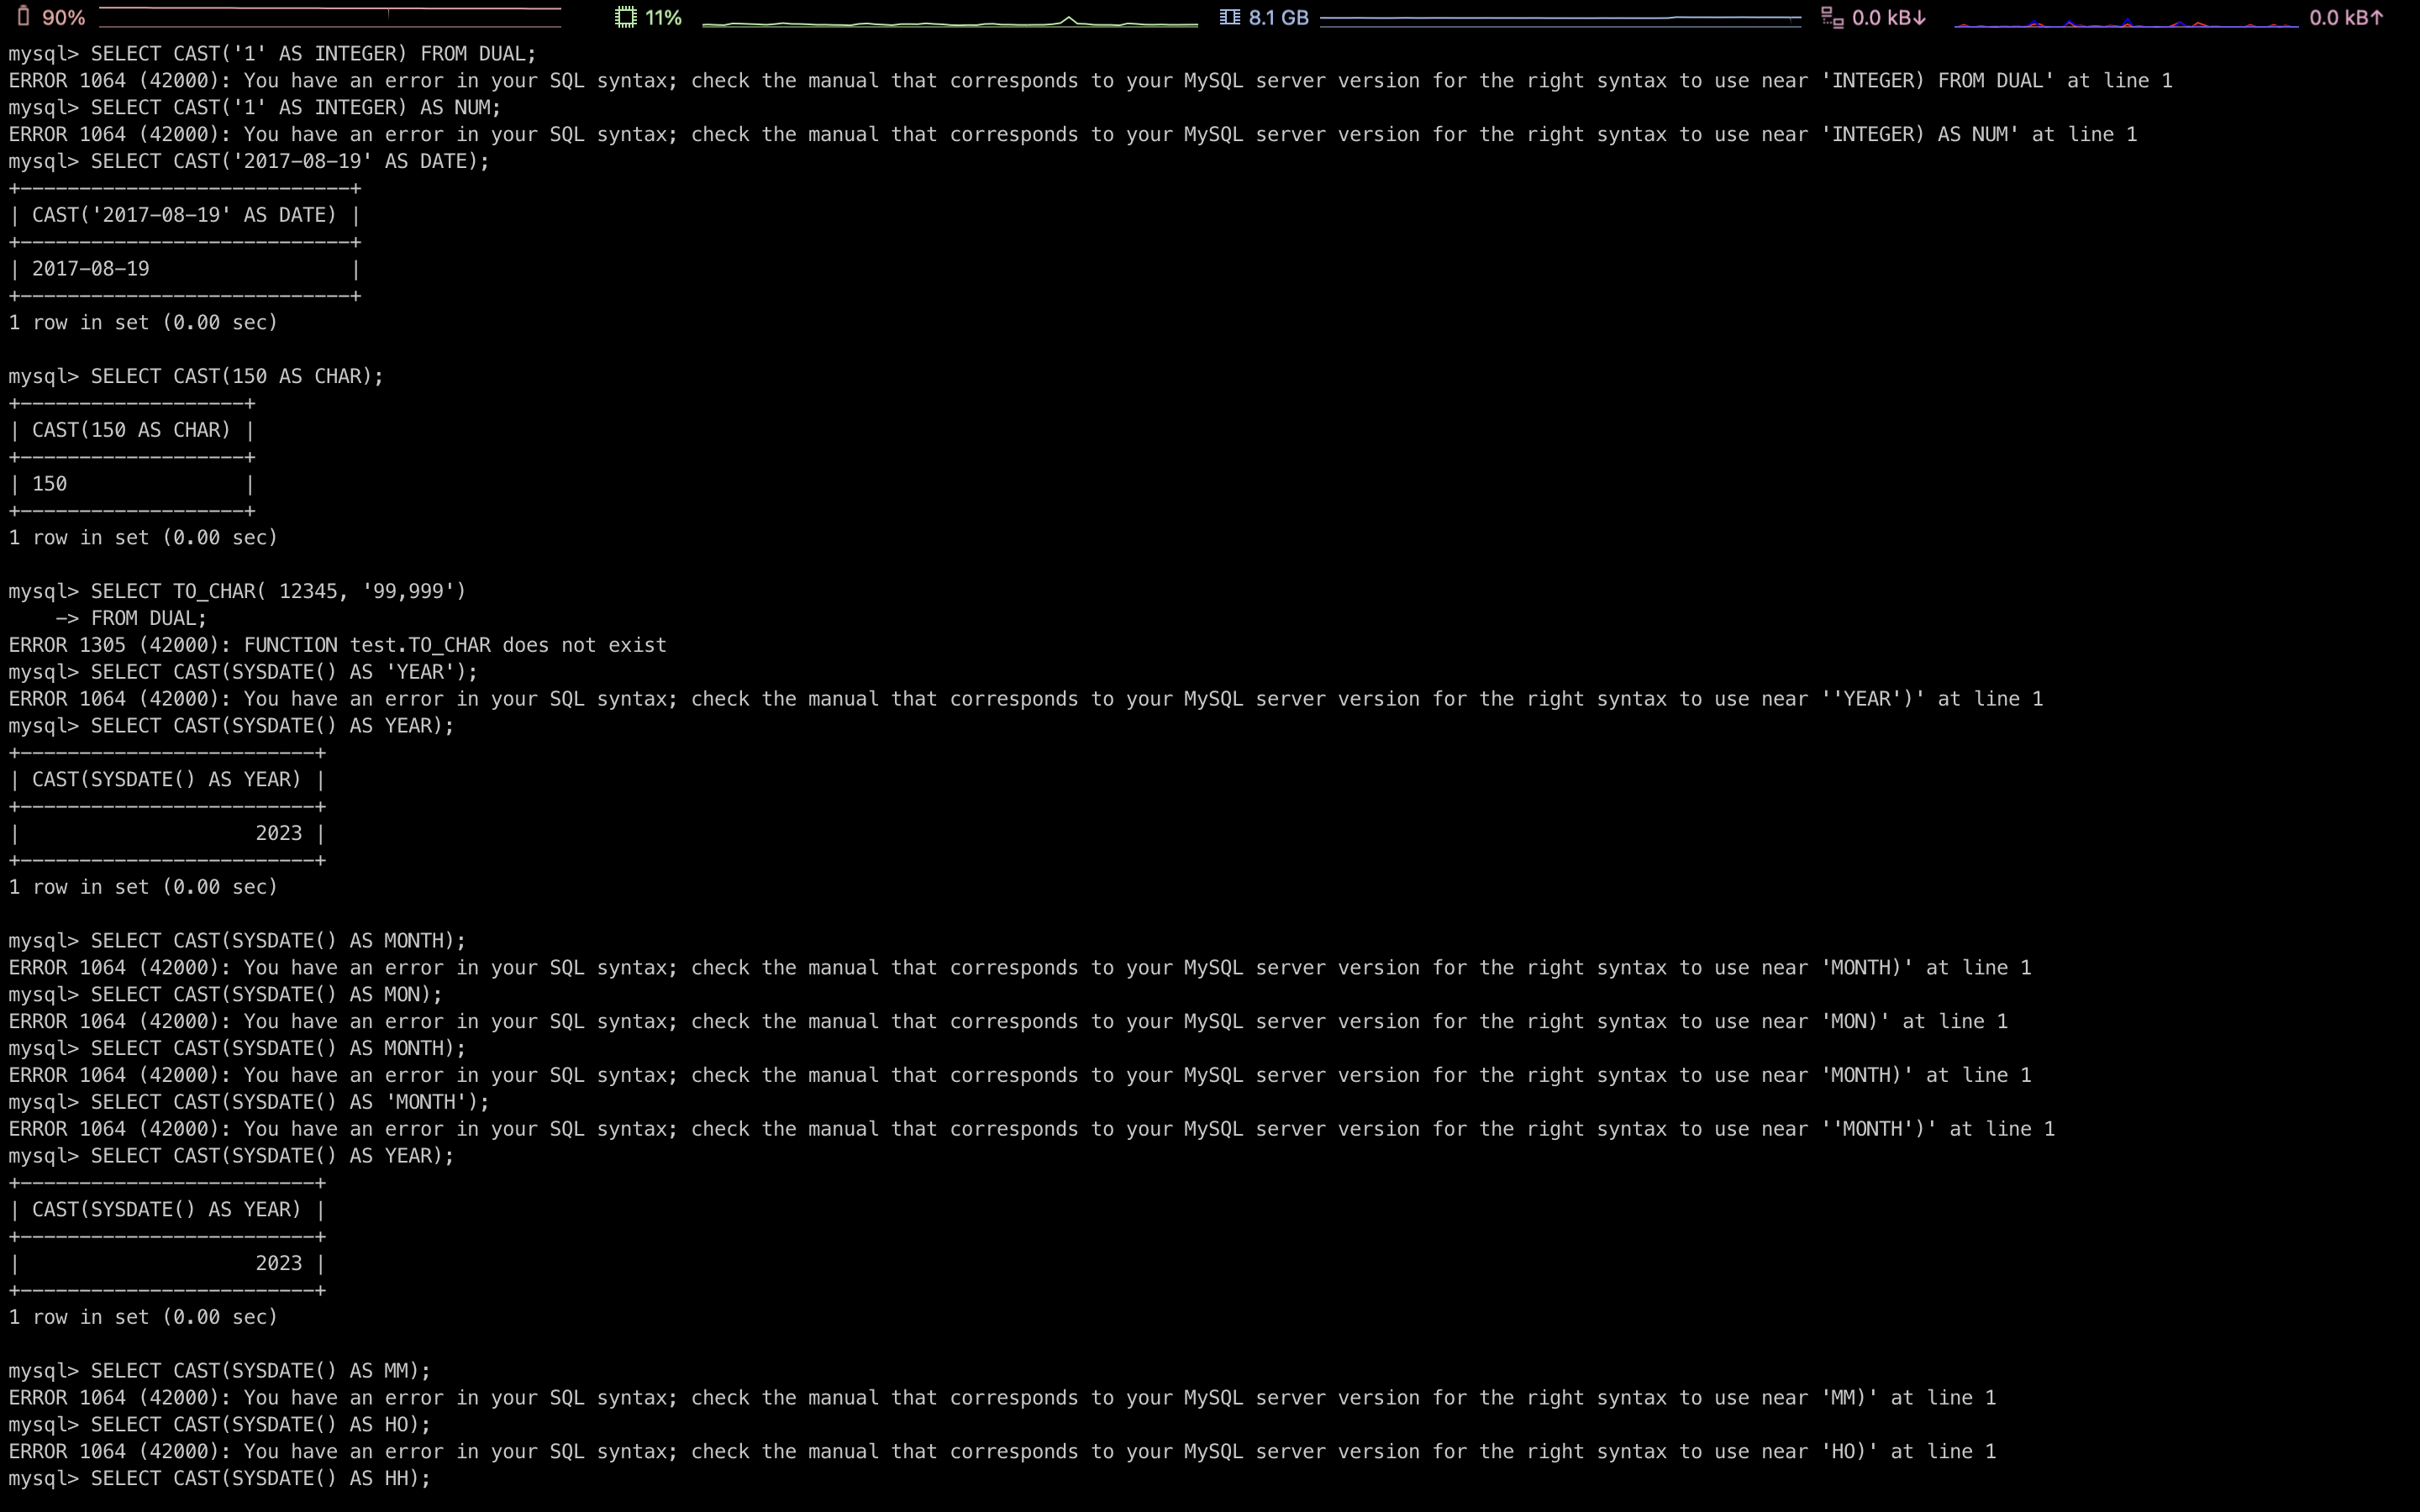 90% 11% 8.1 GB 0.0 kB↓ 0.0 kB↑
mysql> SELECT CAST('1' AS INTEGER) FROM DUAL;
ERROR 1064 (42000): You have an error in your SQL syntax; check the manual that corresponds to your MySQL server version for the right syntax to use near 'INTEGER) FROM DUAL' at line 1
mysql> SELECT CAST('1' AS INTEGER) AS NUM;
ERROR 1064 (42000): You have an error in your SQL syntax; check the manual that corresponds to your MySQL server version for the right syntax to use near 'INTEGER) AS NUM' at line 1
mysql> SELECT CAST('2017-08-19' AS DATE);
+----------------------------+
| CAST('2017-08-19' AS DATE) |
+----------------------------+
| 2017-08-19                 |
+----------------------------+
1 row in set (0.00 sec)

mysql> SELECT CAST(150 AS CHAR);
+-------------------+
| CAST(150 AS CHAR) |
+-------------------+
| 150               |
+-------------------+
1 row in set (0.00 sec)

mysql> SELECT TO_CHAR( 12345, '99,999')
    -> FROM DUAL;
ERROR 1305 (42000): FUNCTION test.TO_CHAR does not exist
mysql> SELECT CAST(SYSDATE() AS 'YEAR');
ERROR 1064 (42000): You have an error in your SQL syntax; check the manual that corresponds to your MySQL server version for the right syntax to use near ''YEAR')' at line 1
mysql> SELECT CAST(SYSDATE() AS YEAR);
+-------------------------+
| CAST(SYSDATE() AS YEAR) |
+-------------------------+
|                    2023 |
+-------------------------+
1 row in set (0.00 sec)

mysql> SELECT CAST(SYSDATE() AS MONTH);
ERROR 1064 (42000): You have an error in your SQL syntax; check the manual that corresponds to your MySQL server version for the right syntax to use near 'MONTH)' at line 1
mysql> SELECT CAST(SYSDATE() AS MON);
ERROR 1064 (42000): You have an error in your SQL syntax; check the manual that corresponds to your MySQL server version for the right syntax to use near 'MON)' at line 1
mysql> SELECT CAST(SYSDATE() AS MONTH);
ERROR 1064 (42000): You have an error in your SQL syntax; check the manual that corresponds to your MySQL server version for the right syntax to use near 'MONTH)' at line 1
mysql> SELECT CAST(SYSDATE() AS 'MONTH');
ERROR 1064 (42000): You have an error in your SQL syntax; check the manual that corresponds to your MySQL server version for the right syntax to use near ''MONTH')' at line 1
mysql> SELECT CAST(SYSDATE() AS YEAR);
+-------------------------+
| CAST(SYSDATE() AS YEAR) |
+-------------------------+
|                    2023 |
+-------------------------+
1 row in set (0.00 sec)

mysql> SELECT CAST(SYSDATE() AS MM);
ERROR 1064 (42000): You have an error in your SQL syntax; check the manual that corresponds to your MySQL server version for the right syntax to use near 'MM)' at line 1
mysql> SELECT CAST(SYSDATE() AS HO);
ERROR 1064 (42000): You have an error in your SQL syntax; check the manual that corresponds to your MySQL server version for the right syntax to use near 'HO)' at line 1
mysql> SELECT CAST(SYSDATE() AS HH);